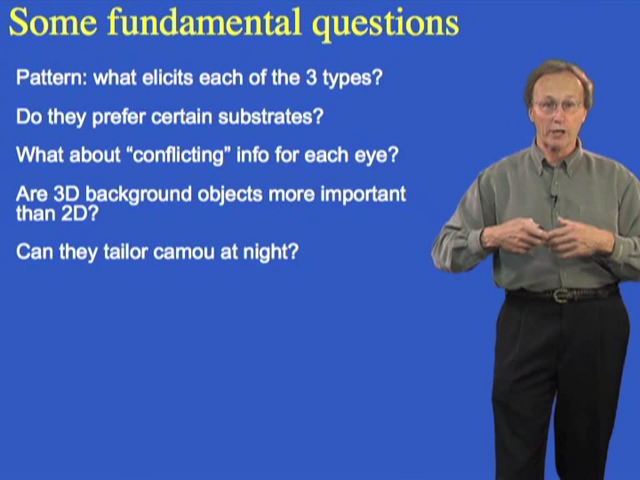 Some fundamental questions
Pattern: what elicits each of the 3 types?
Do they prefer certain substrates?
What about “conflicting” info for each eye?
Are 3D background objects more important
than 2D?
Can they tailor camou at night?